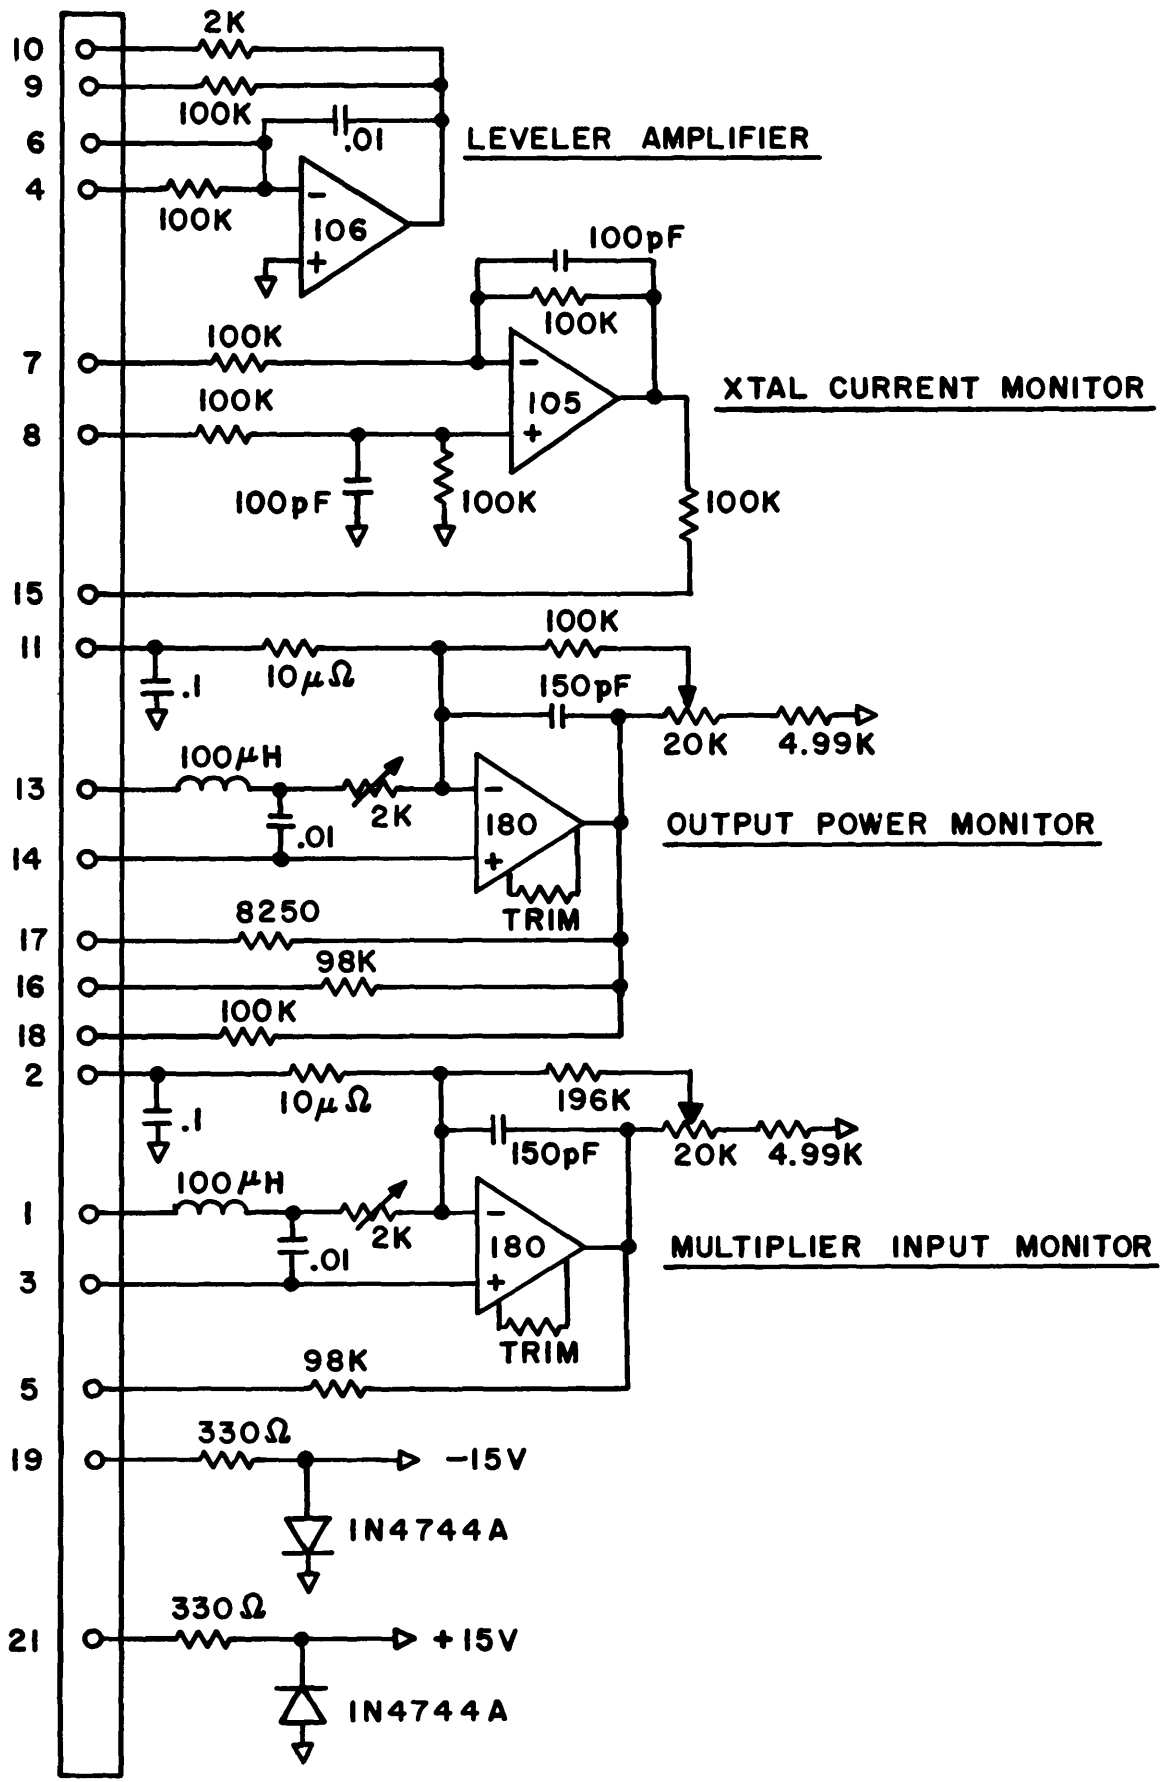 2K
10
9
100K
6
.01
LEVELER AMPLIFIER
4
−
100K
106
+
100pF
100K
100K
7
−
100K
105
XTAL CURRENT MONITOR
8
+
100pF
100K
100K
15
100K
11
10μΩ
.1
150pF
20K
4.99K
100μH
13
−
2K
180
OUTPUT POWER MONITOR
.01
14
+
TRIM
8250
17
98K
16
100K
18
2
10μΩ
196K
.1
150pF
20K
4.99K
100μH
1
−
2K
180
MULTIPLIER INPUT MONITOR
.01
3
+
TRIM
98K
5
330Ω
19
−15V
1N4744A
330Ω
21
+15V
1N4744A